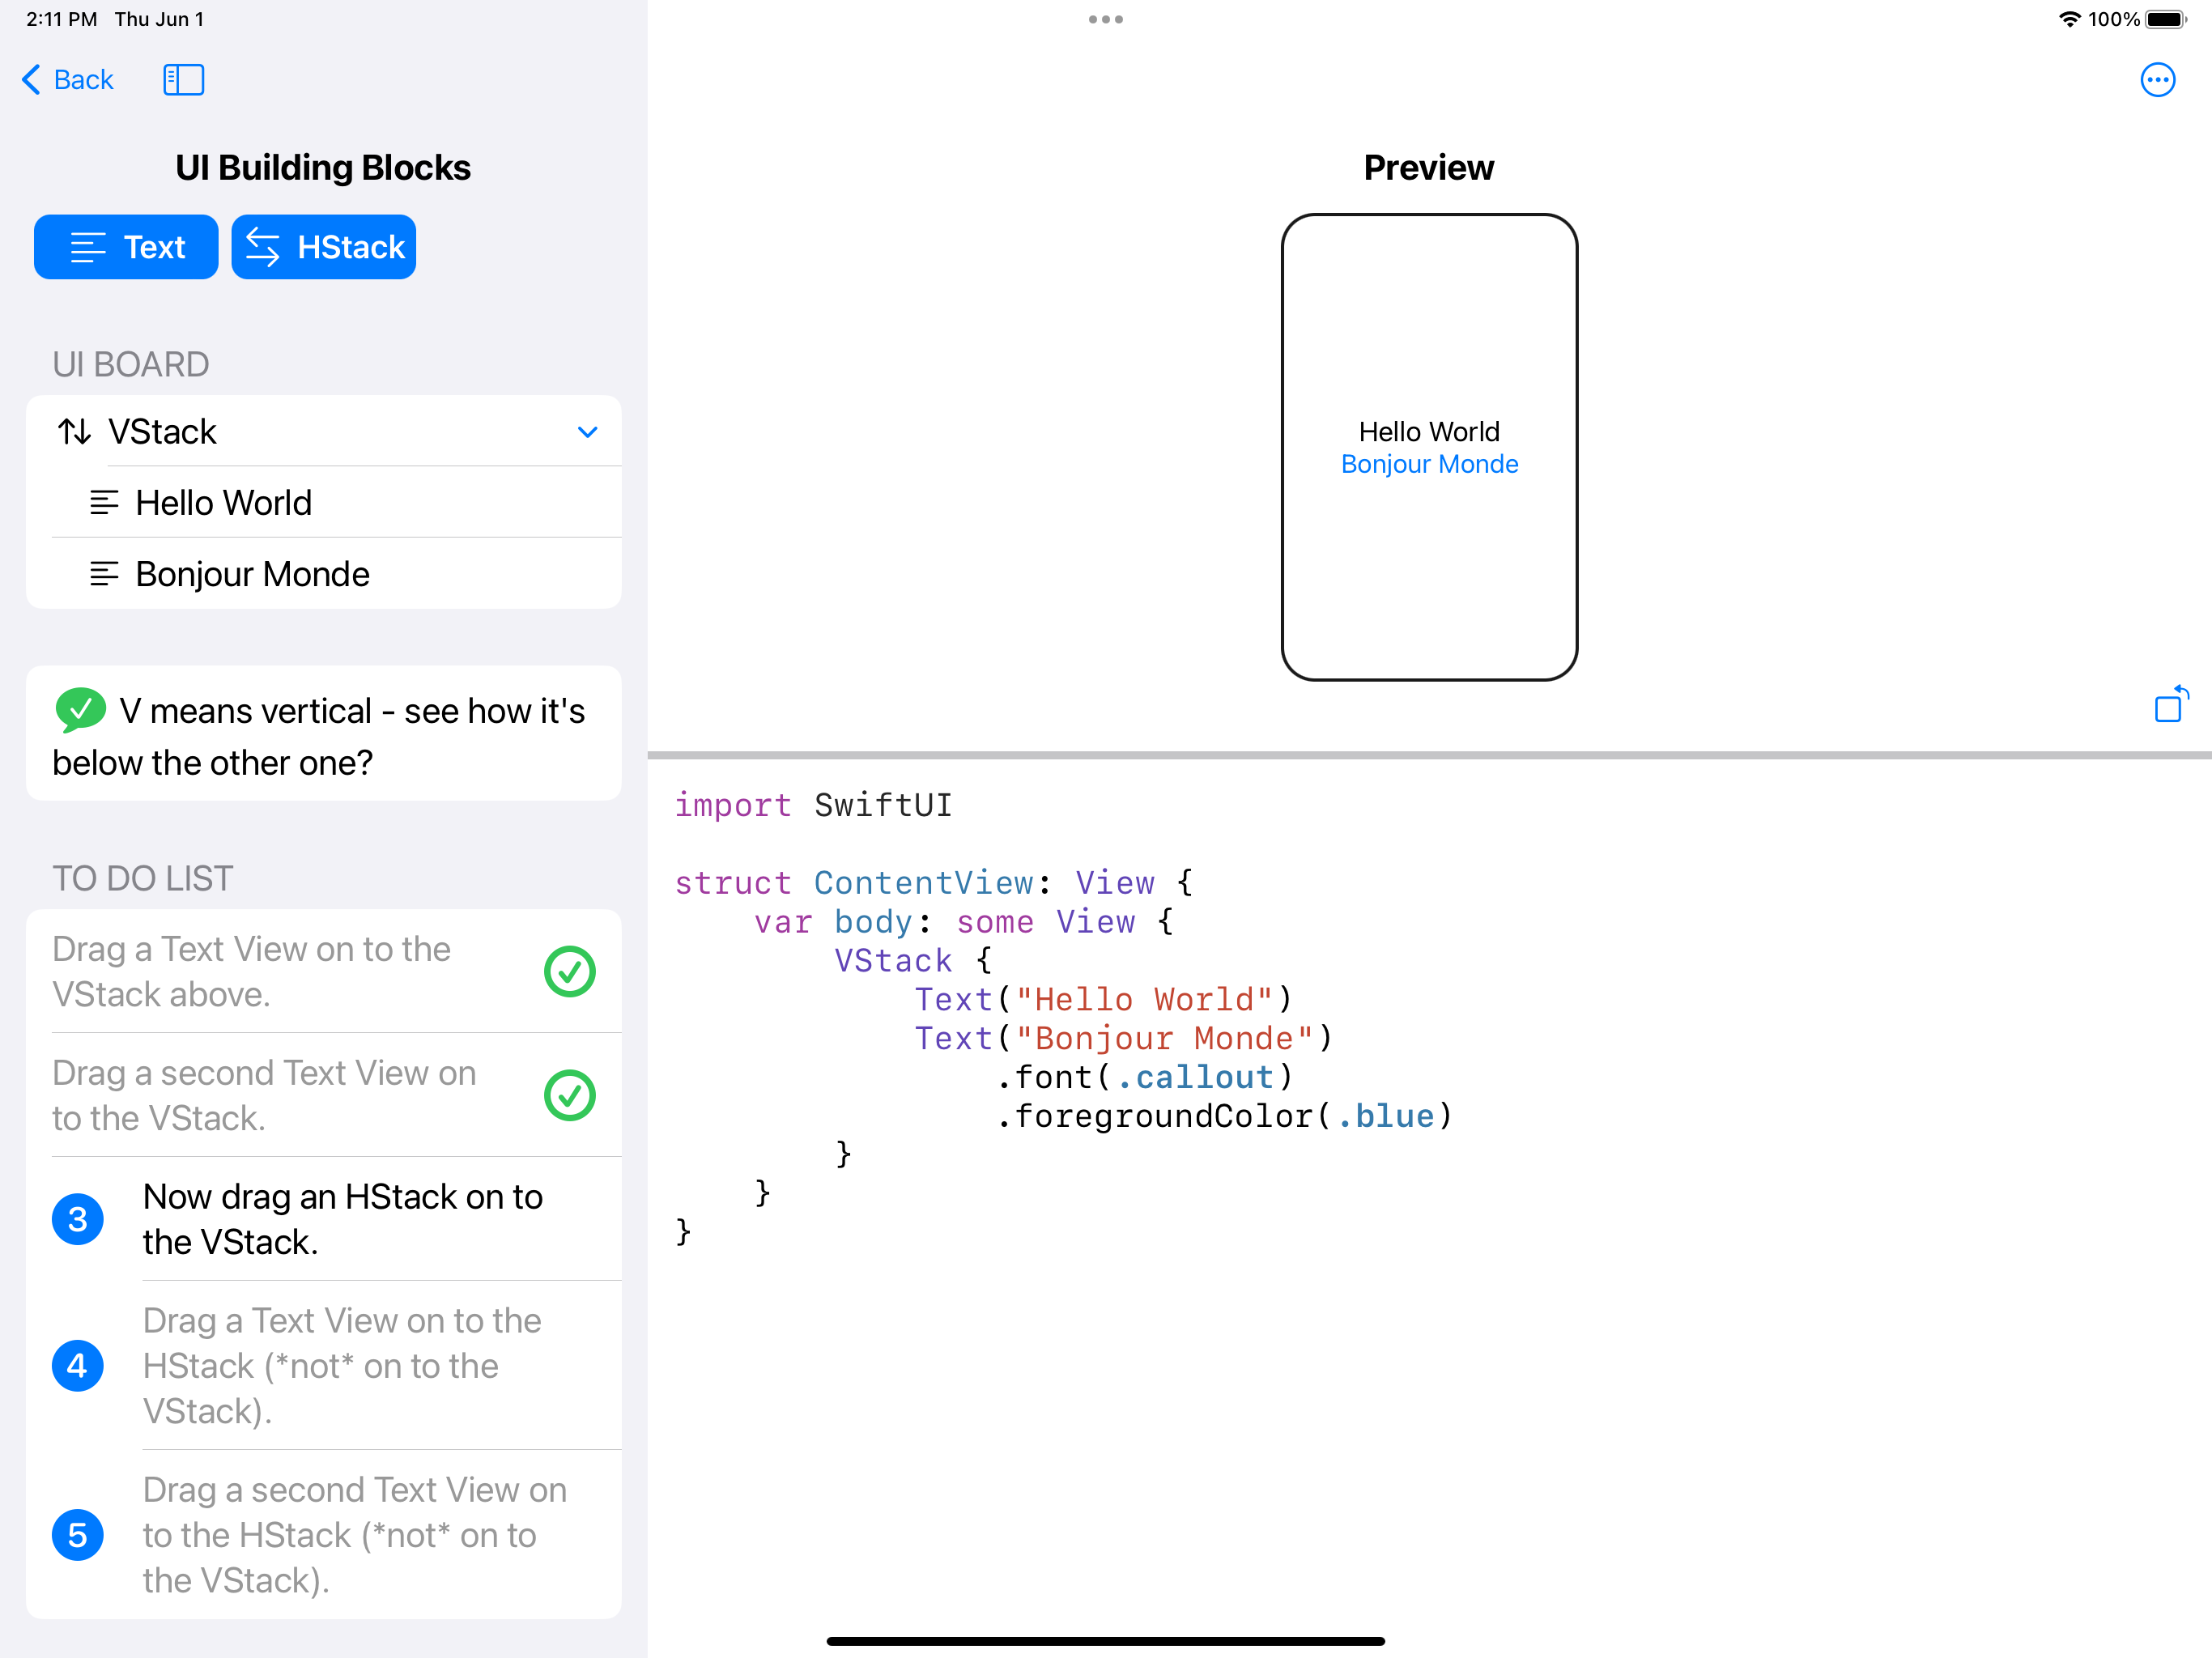 2:11 PM Thu Jun 1
100%
Back
UI Building Blocks
Text
HStack
UI BOARD
VStack
Hello World
Bonjour Monde
V means vertical - see how it's
below the other one?
TO DO LIST
Drag a Text View on to the
VStack above.
Drag a second Text View on
to the VStack.
3
Now drag an HStack on to
the VStack.
4
Drag a Text View on to the
HStack (*not* on to the
VStack).
5
Drag a second Text View on
to the HStack (*not* on to
the VStack).
Preview
Hello World
Bonjour Monde
import SwiftUI
struct ContentView: View {
    var body: some View {
        VStack {
            Text("Hello World")
            Text("Bonjour Monde")
                .font(.callout)
                .foregroundColor(.blue)
        }
    }
}